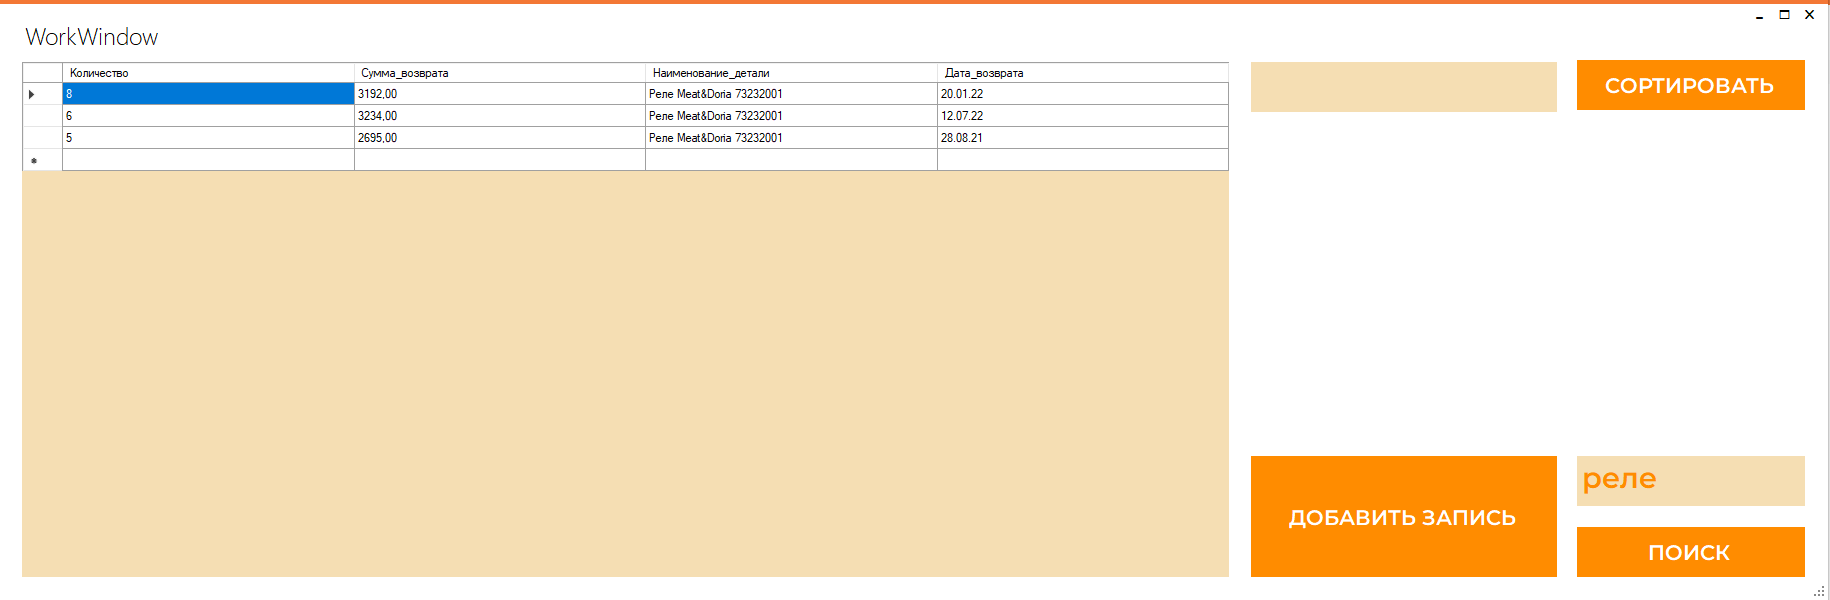 WorkWindow
Количество Сумма_возврата Наименование_детали Дата_возврата
8 3192,00 Реле Meat&Doria 73232001 20.01.22
6 3234,00 Реле Meat&Doria 73232001 12.07.22
5 2695,00 Реле Meat&Doria 73232001 28.08.21
СОРТИРОВАТЬ
ДОБАВИТЬ ЗАПИСЬ
реле
ПОИСК